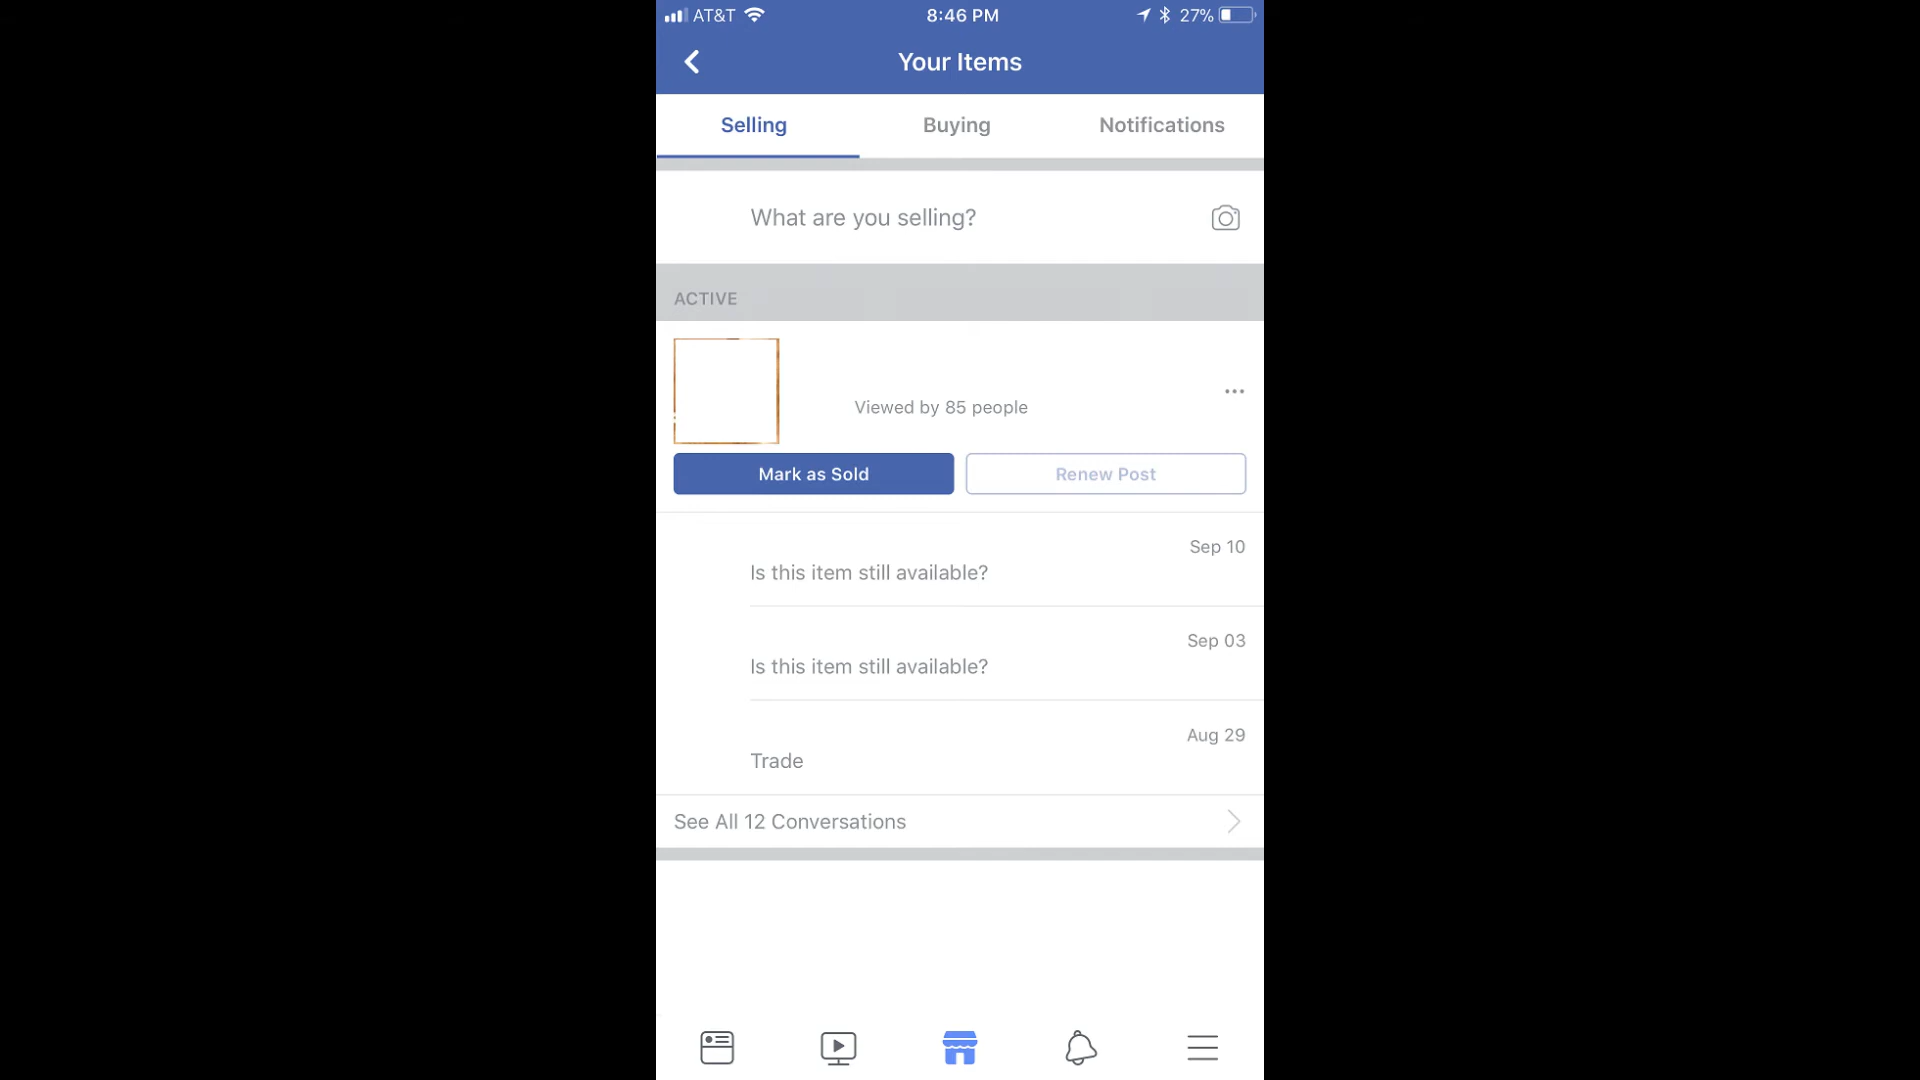 AT&T 8:46 PM 27%
Your Items
Selling Buying Notifications
What are you selling?
ACTIVE
Viewed by 85 people
Mark as Sold Renew Post
Sep 10
Is this item still available?
Sep 03
Is this item still available?
Aug 29
Trade
See All 12 Conversations